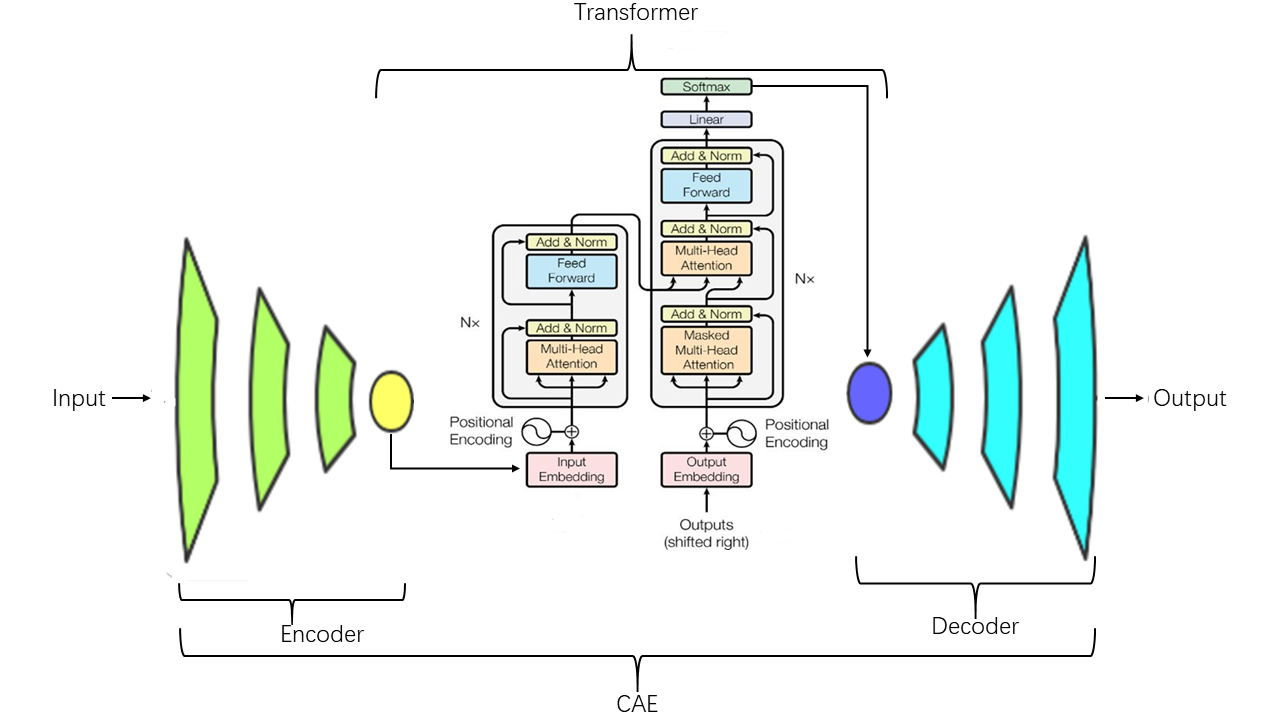 Transformer
Softmax
Linear
Add & Norm
Feed
Forward
Add & Norm
Multi-Head
Attention
Nx
Add & Norm
Masked
Multi-Head
Attention
Positional
Encoding
Output
Embedding
Outputs
(shifted right)
Add & Norm
Feed
Forward
Nx
Add & Norm
Multi-Head
Attention
Positional
Encoding
Input
Embedding
Input
Output
Encoder
Decoder
CAE